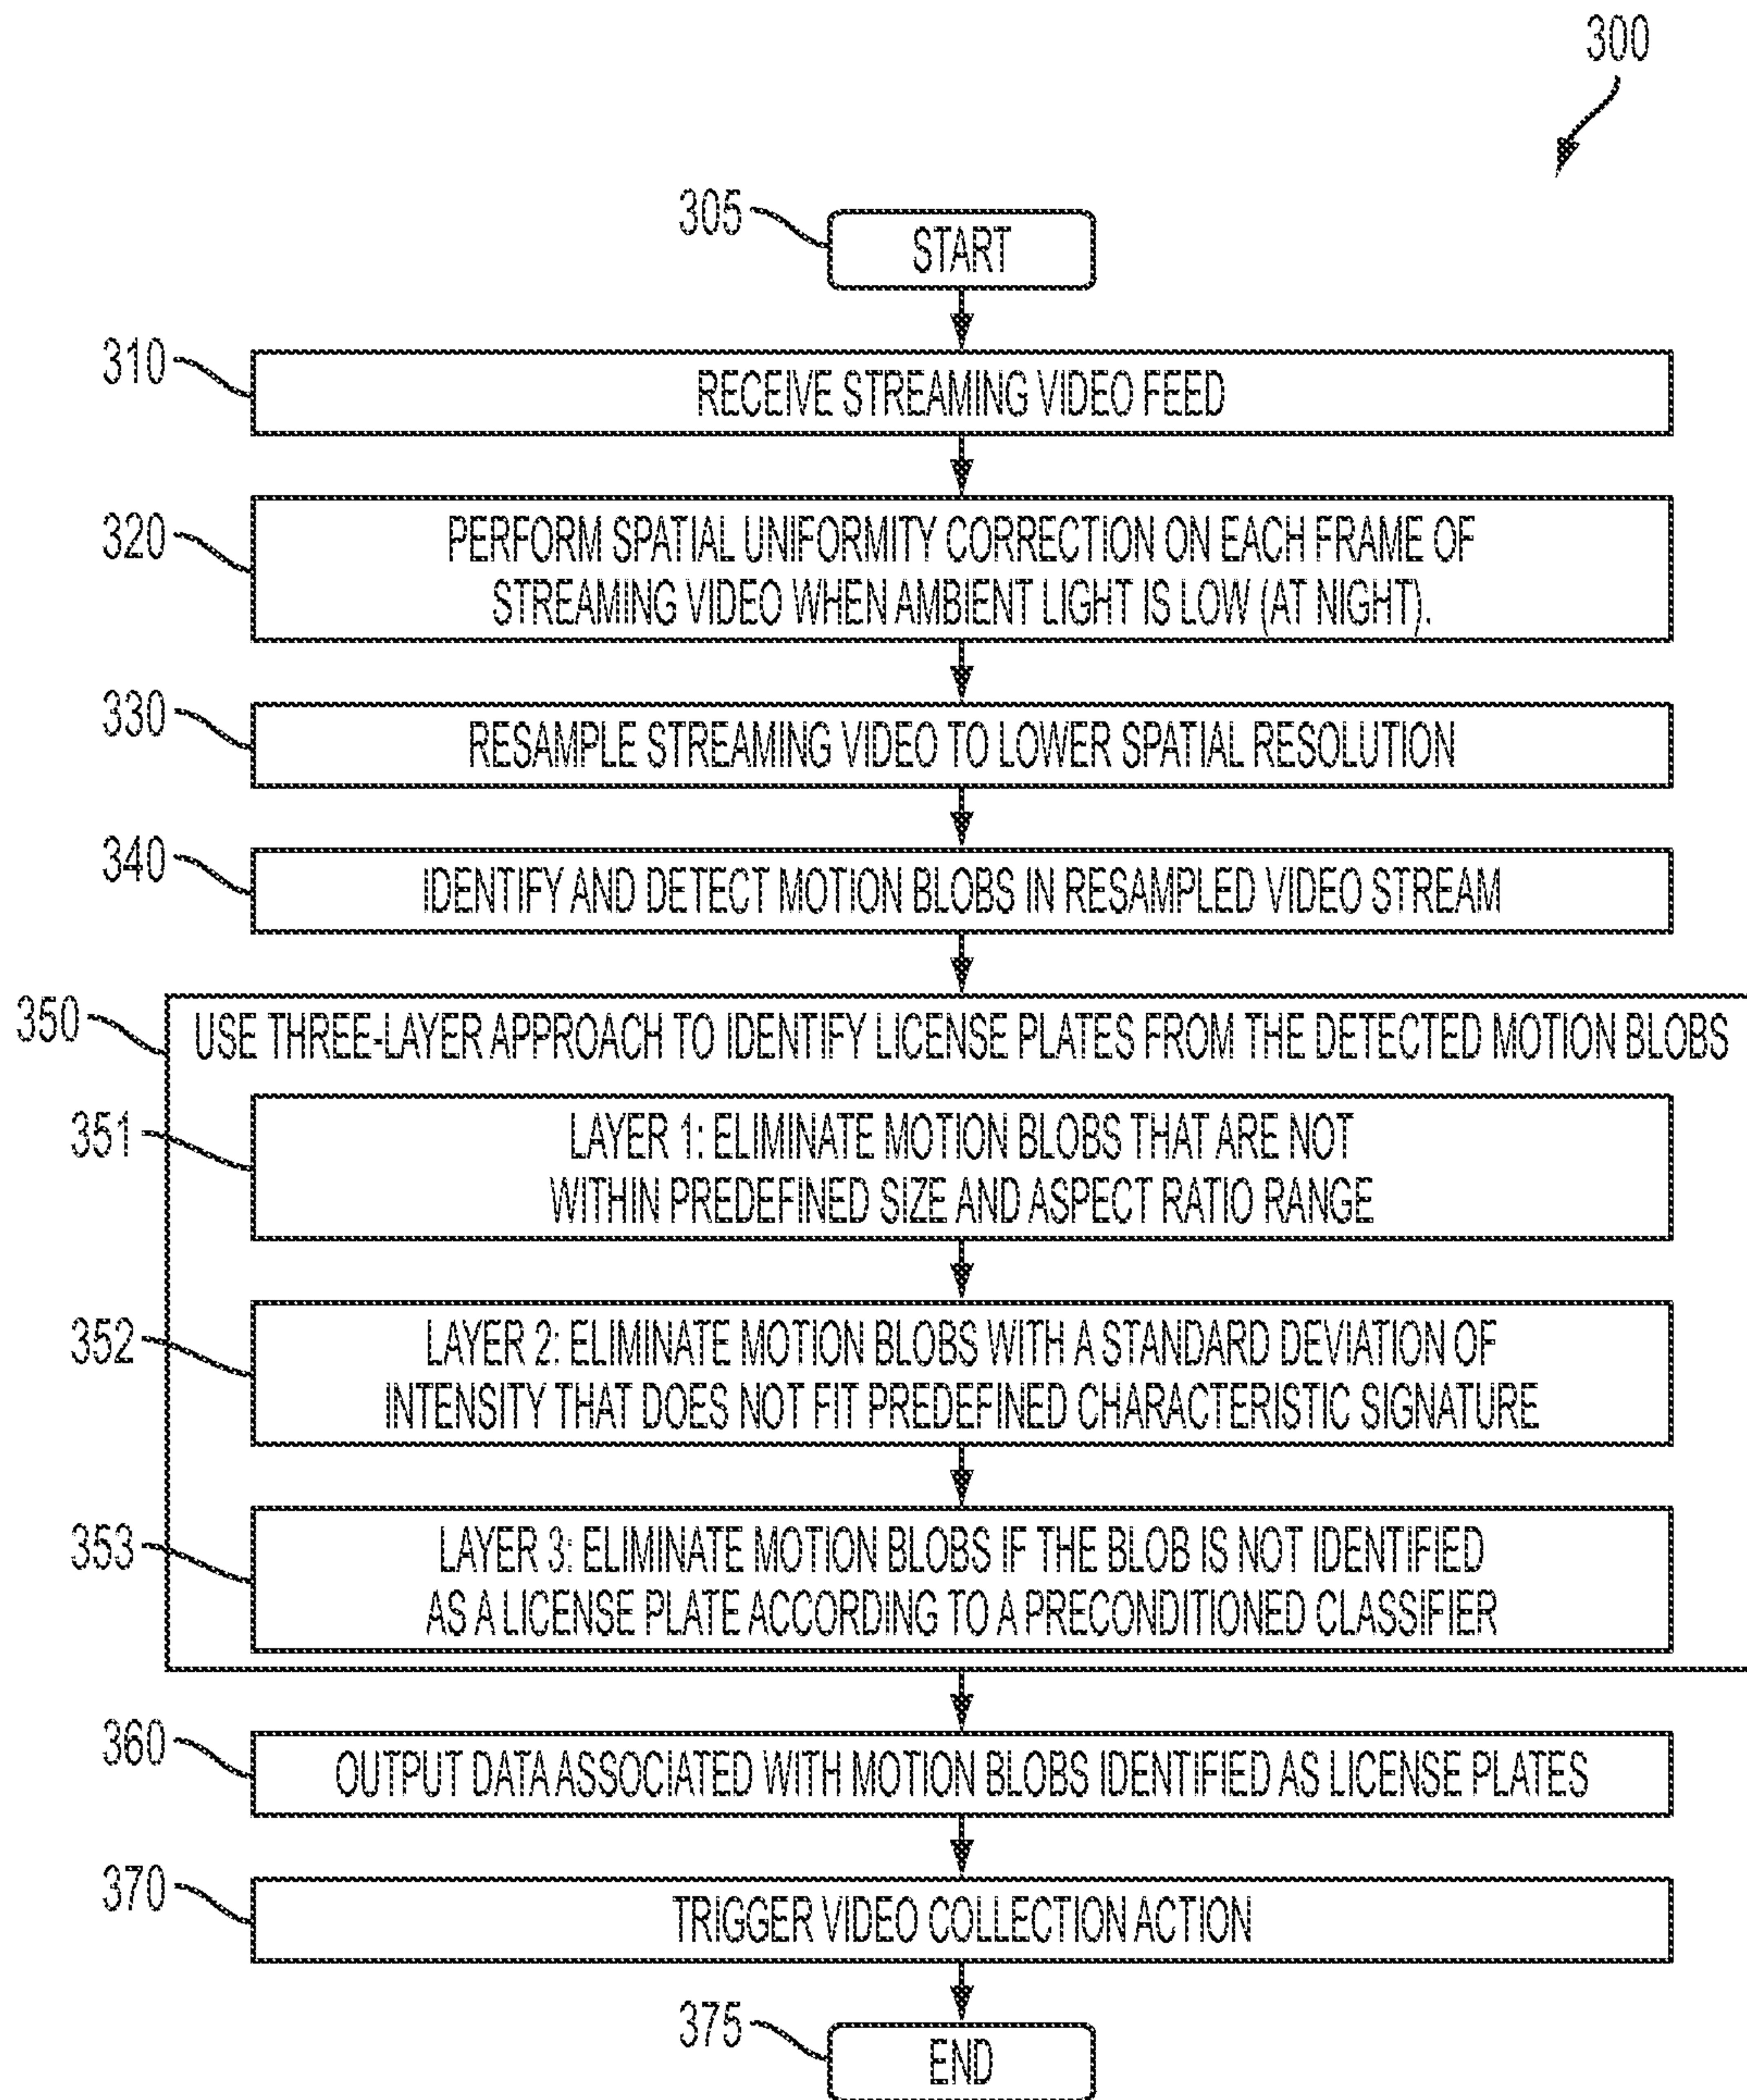 300
305
START
310
RECEIVE STREAMING VIDEO FEED
320
PERFORM SPATIAL UNIFORMITY CORRECTION ON EACH FRAME OF
STREAMING VIDEO WHEN AMBIENT LIGHT IS LOW (AT NIGHT).
330
RESAMPLE STREAMING VIDEO TO LOWER SPATIAL RESOLUTION
340
IDENTIFY AND DETECT MOTION BLOBS IN RESAMPLED VIDEO STREAM
350
USE THREE-LAYER APPROACH TO IDENTIFY LICENSE PLATES FROM THE DETECTED MOTION BLOBS
351
LAYER 1: ELIMINATE MOTION BLOBS THAT ARE NOT
WITHIN PREDEFINED SIZE AND ASPECT RATIO RANGE
352
LAYER 2: ELIMINATE MOTION BLOBS WITH A STANDARD DEVIATION OF
INTENSITY THAT DOES NOT FIT PREDEFINED CHARACTERISTIC SIGNATURE
353
LAYER 3: ELIMINATE MOTION BLOBS IF THE BLOB IS NOT IDENTIFIED
AS A LICENSE PLATE ACCORDING TO A PRECONDITIONED CLASSIFIER
360
OUTPUT DATA ASSOCIATED WITH MOTION BLOBS IDENTIFIED AS LICENSE PLATES
370
TRIGGER VIDEO COLLECTION ACTION
375
END